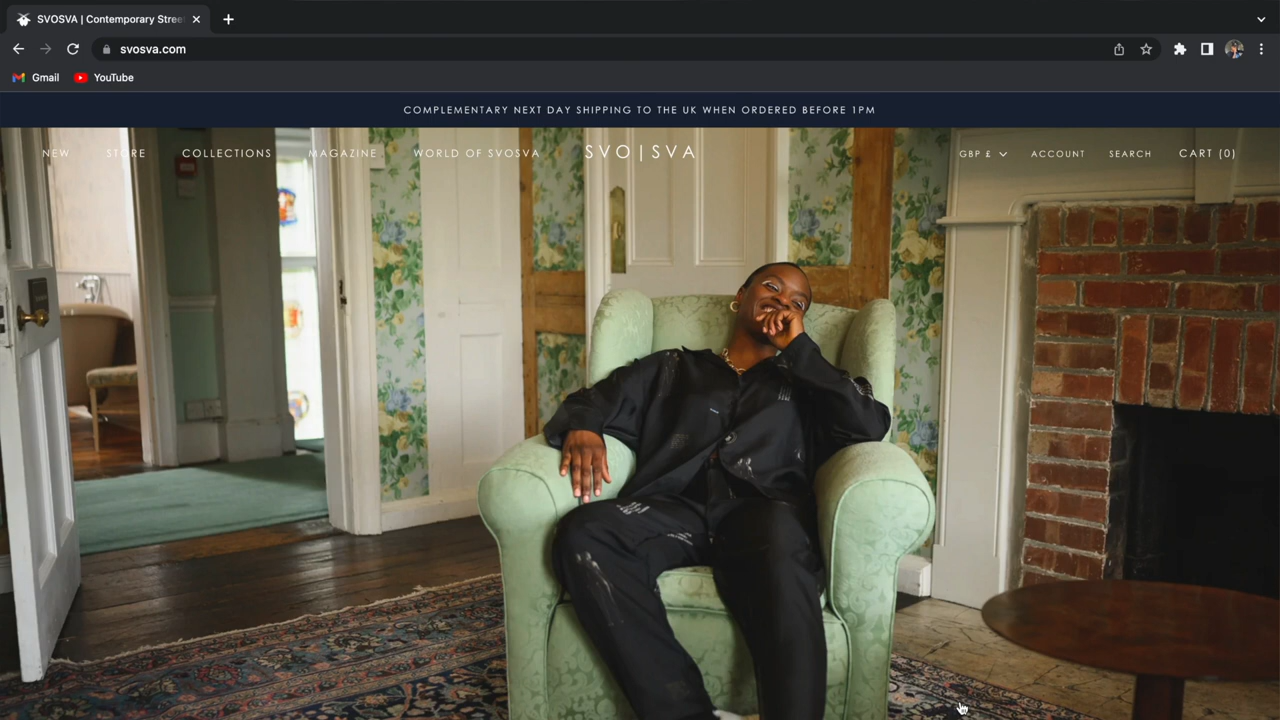 SVOSVA | Contemporary Stree
svosva.com
Gmail YouTube
COMPLEMENTARY NEXT DAY SHIPPING TO THE UK WHEN ORDERED BEFORE 1PM
NEW STORE COLLECTIONS MAGAZINE WORLD OF SVOSVA SVO|SVA GBP £ ACCOUNT SEARCH CART (0)